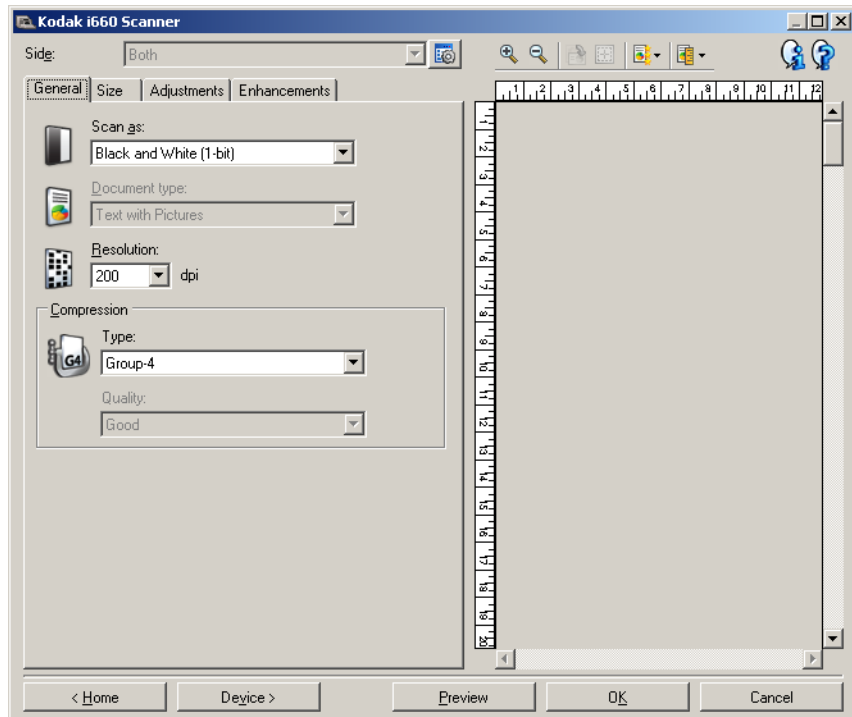 Kodak i660 Scanner
Side: Both
General Size Adjustments Enhancements
Scan as:
Black and White (1-bit)
Document type:
Text with Pictures
Resolution:
200 dpi
Compression
Type:
G4 Group-4
Quality:
Good
1 2 3 4 5 6 7 8 9 10 11 12
1
2
3
4
5
6
7
8
9
10
11
12
13
14
15
16
17
18
19
20
< Home Device > Preview OK Cancel